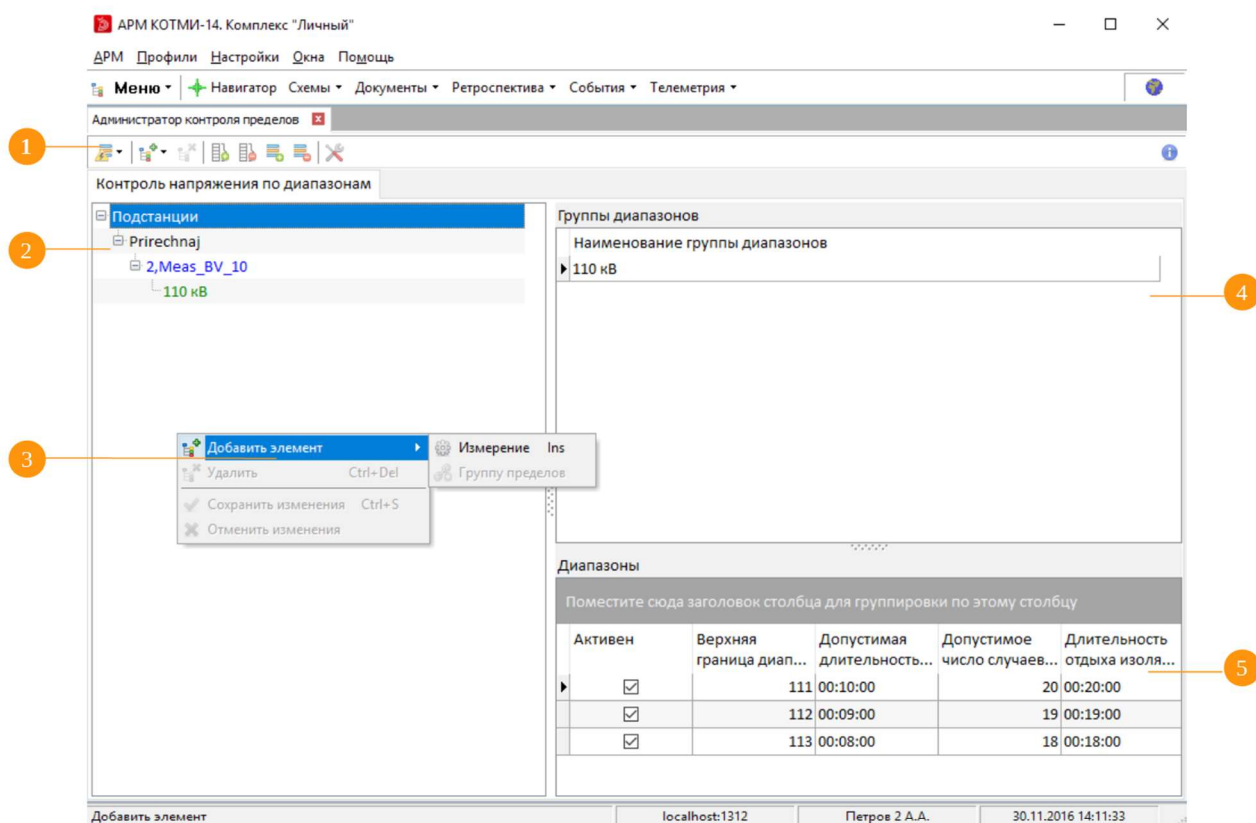 АРМ КОТМИ-14. Комплекс "Личный"
АРМ Профили Настройки Окна Помощь
Меню Навигатор Схемы Документы Ретроспектива События Телеметрия
Администратор контроля пределов
1
Контроль напряжения по диапазонам
Подстанции
Prirechnaj
2
2,Meas_BV_10
110 кВ
Группы диапазонов
Наименование группы диапазонов
110 кВ
4
Добавить элемент
Измерение Ins
3
Удалить Ctrl+Del
Группу пределов
Сохранить изменения Ctrl+S
Отменить изменения
Диапазоны
Поместите сюда заголовок столбца для группировки по этому столбцу
Активен Верхняя Допустимая Допустимое Длительность
граница диап... длительность... число случаев... отдыха изоля...
5
111 00:10:00 20 00:20:00
112 00:09:00 19 00:19:00
113 00:08:00 18 00:18:00
Добавить элемент localhost:1312 Петров 2 А.А. 30.11.2016 14:11:33